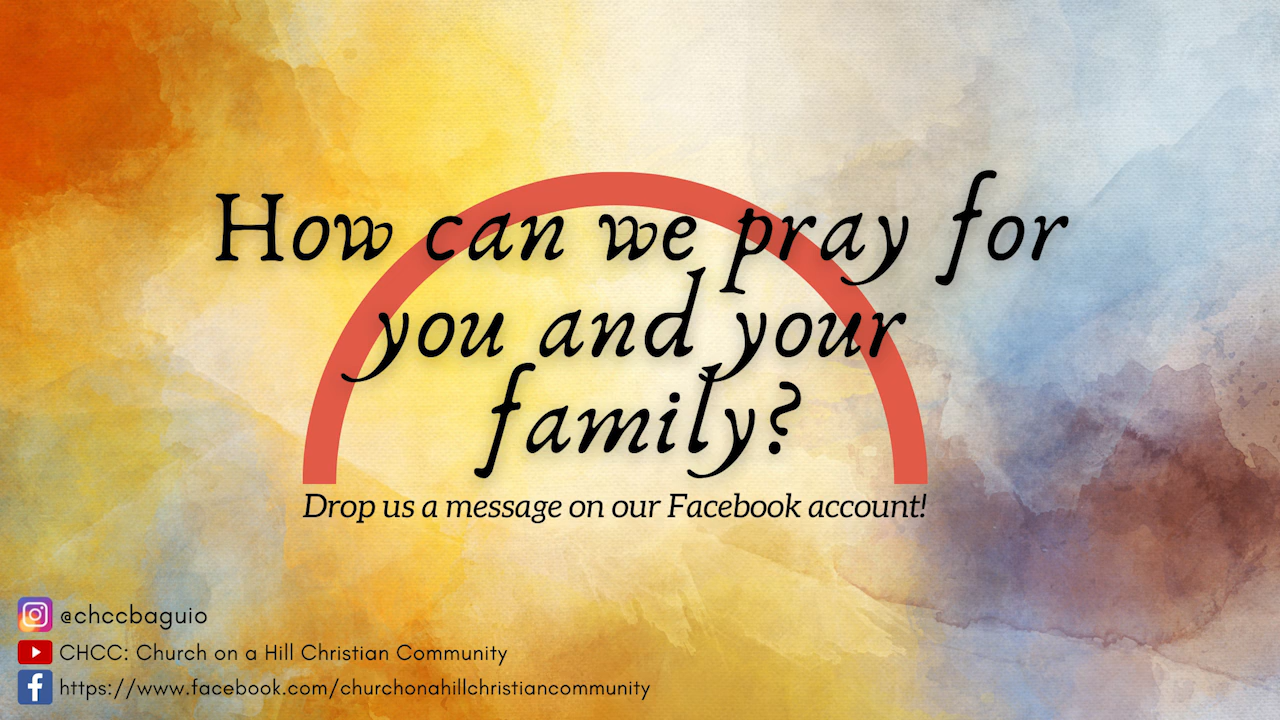 How can we pray for
you and your
family?
Drop us a message on our Facebook account!
@chccbaguio
CHCC: Church on a Hill Christian Community
https://www.facebook.com/churchonahillchristiancommunity